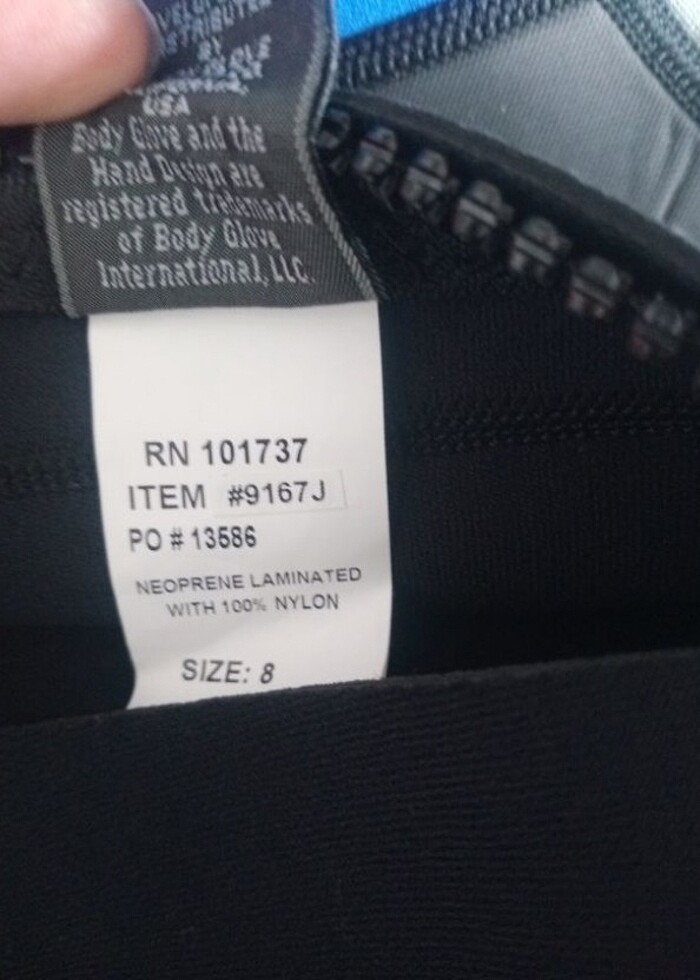 BY
USA
Body Glove and the
Hand Design are
registered trademarks
of Body Glove
International, LLC.
RN 101737
ITEM #9167J
PO # 13586
NEOPRENE LAMINATED
WITH 100% NYLON
SIZE: 8